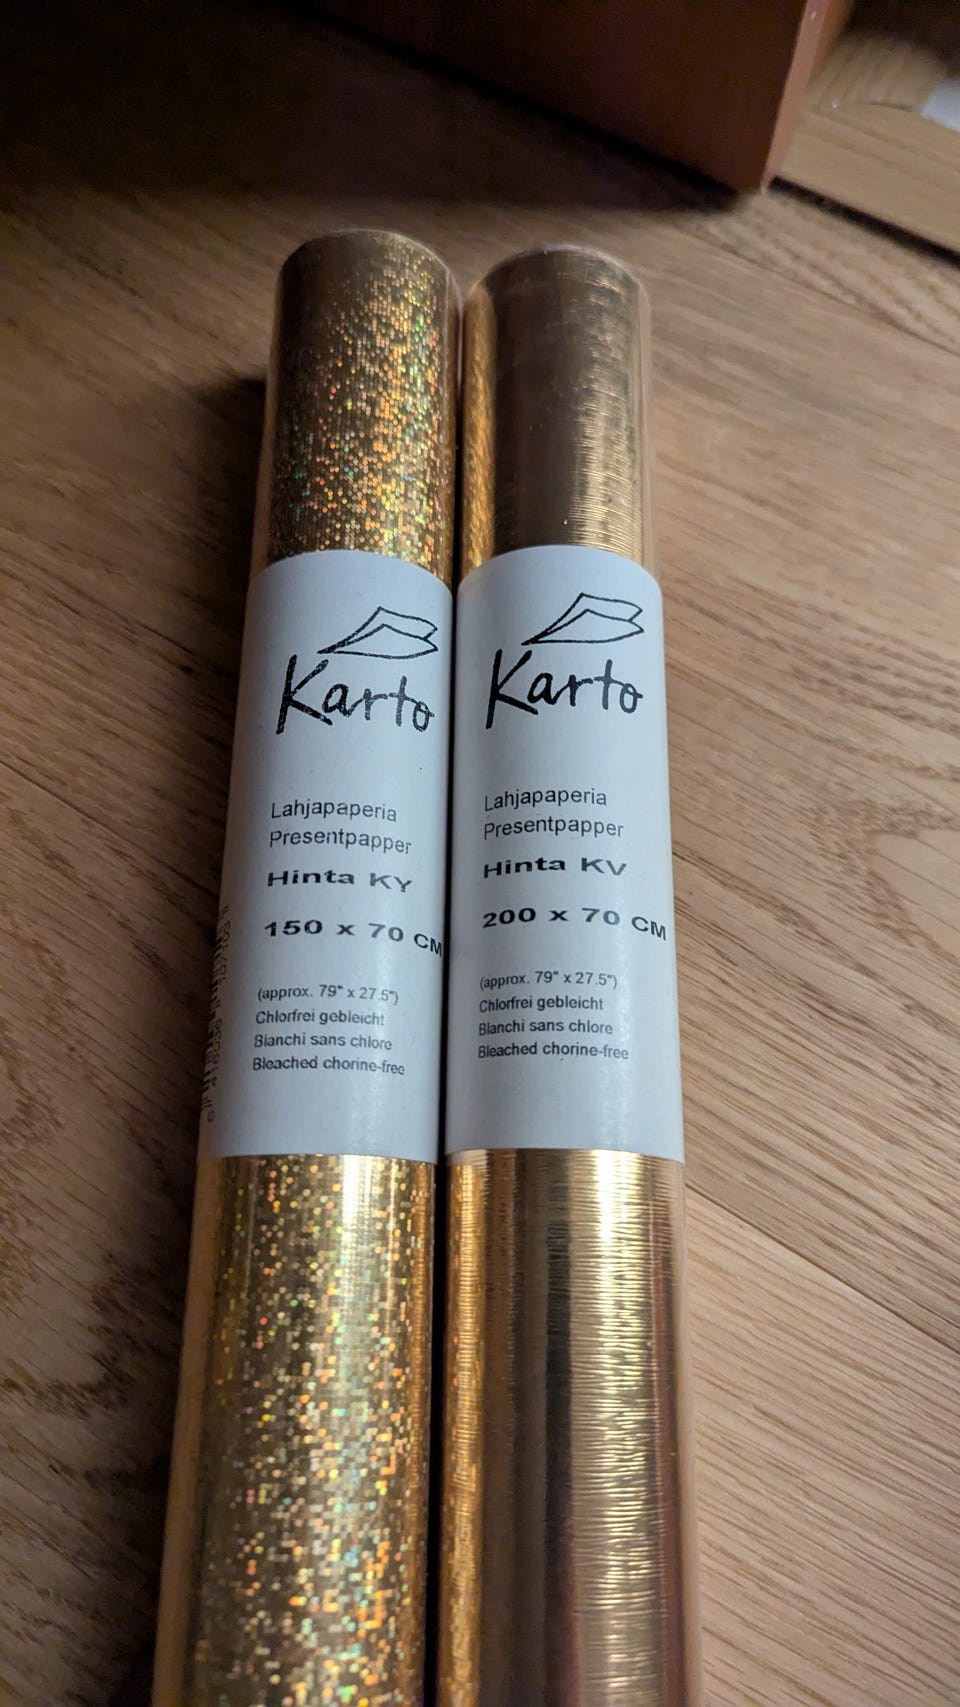 Karto
Lahjapaperia
Presentpapper
Hinta KY
150 x 70 CM
(approx. 79" x 27.5")
Chlorfrei gebleicht
Blanchi sans chlore
Bleached chorine-free
Karto
Lahjapaperia
Presentpapper
Hinta KV
200 x 70 CM
(approx. 79" x 27.5")
Chlorfrei gebleicht
Blanchi sans chlore
Bleached chorine-free